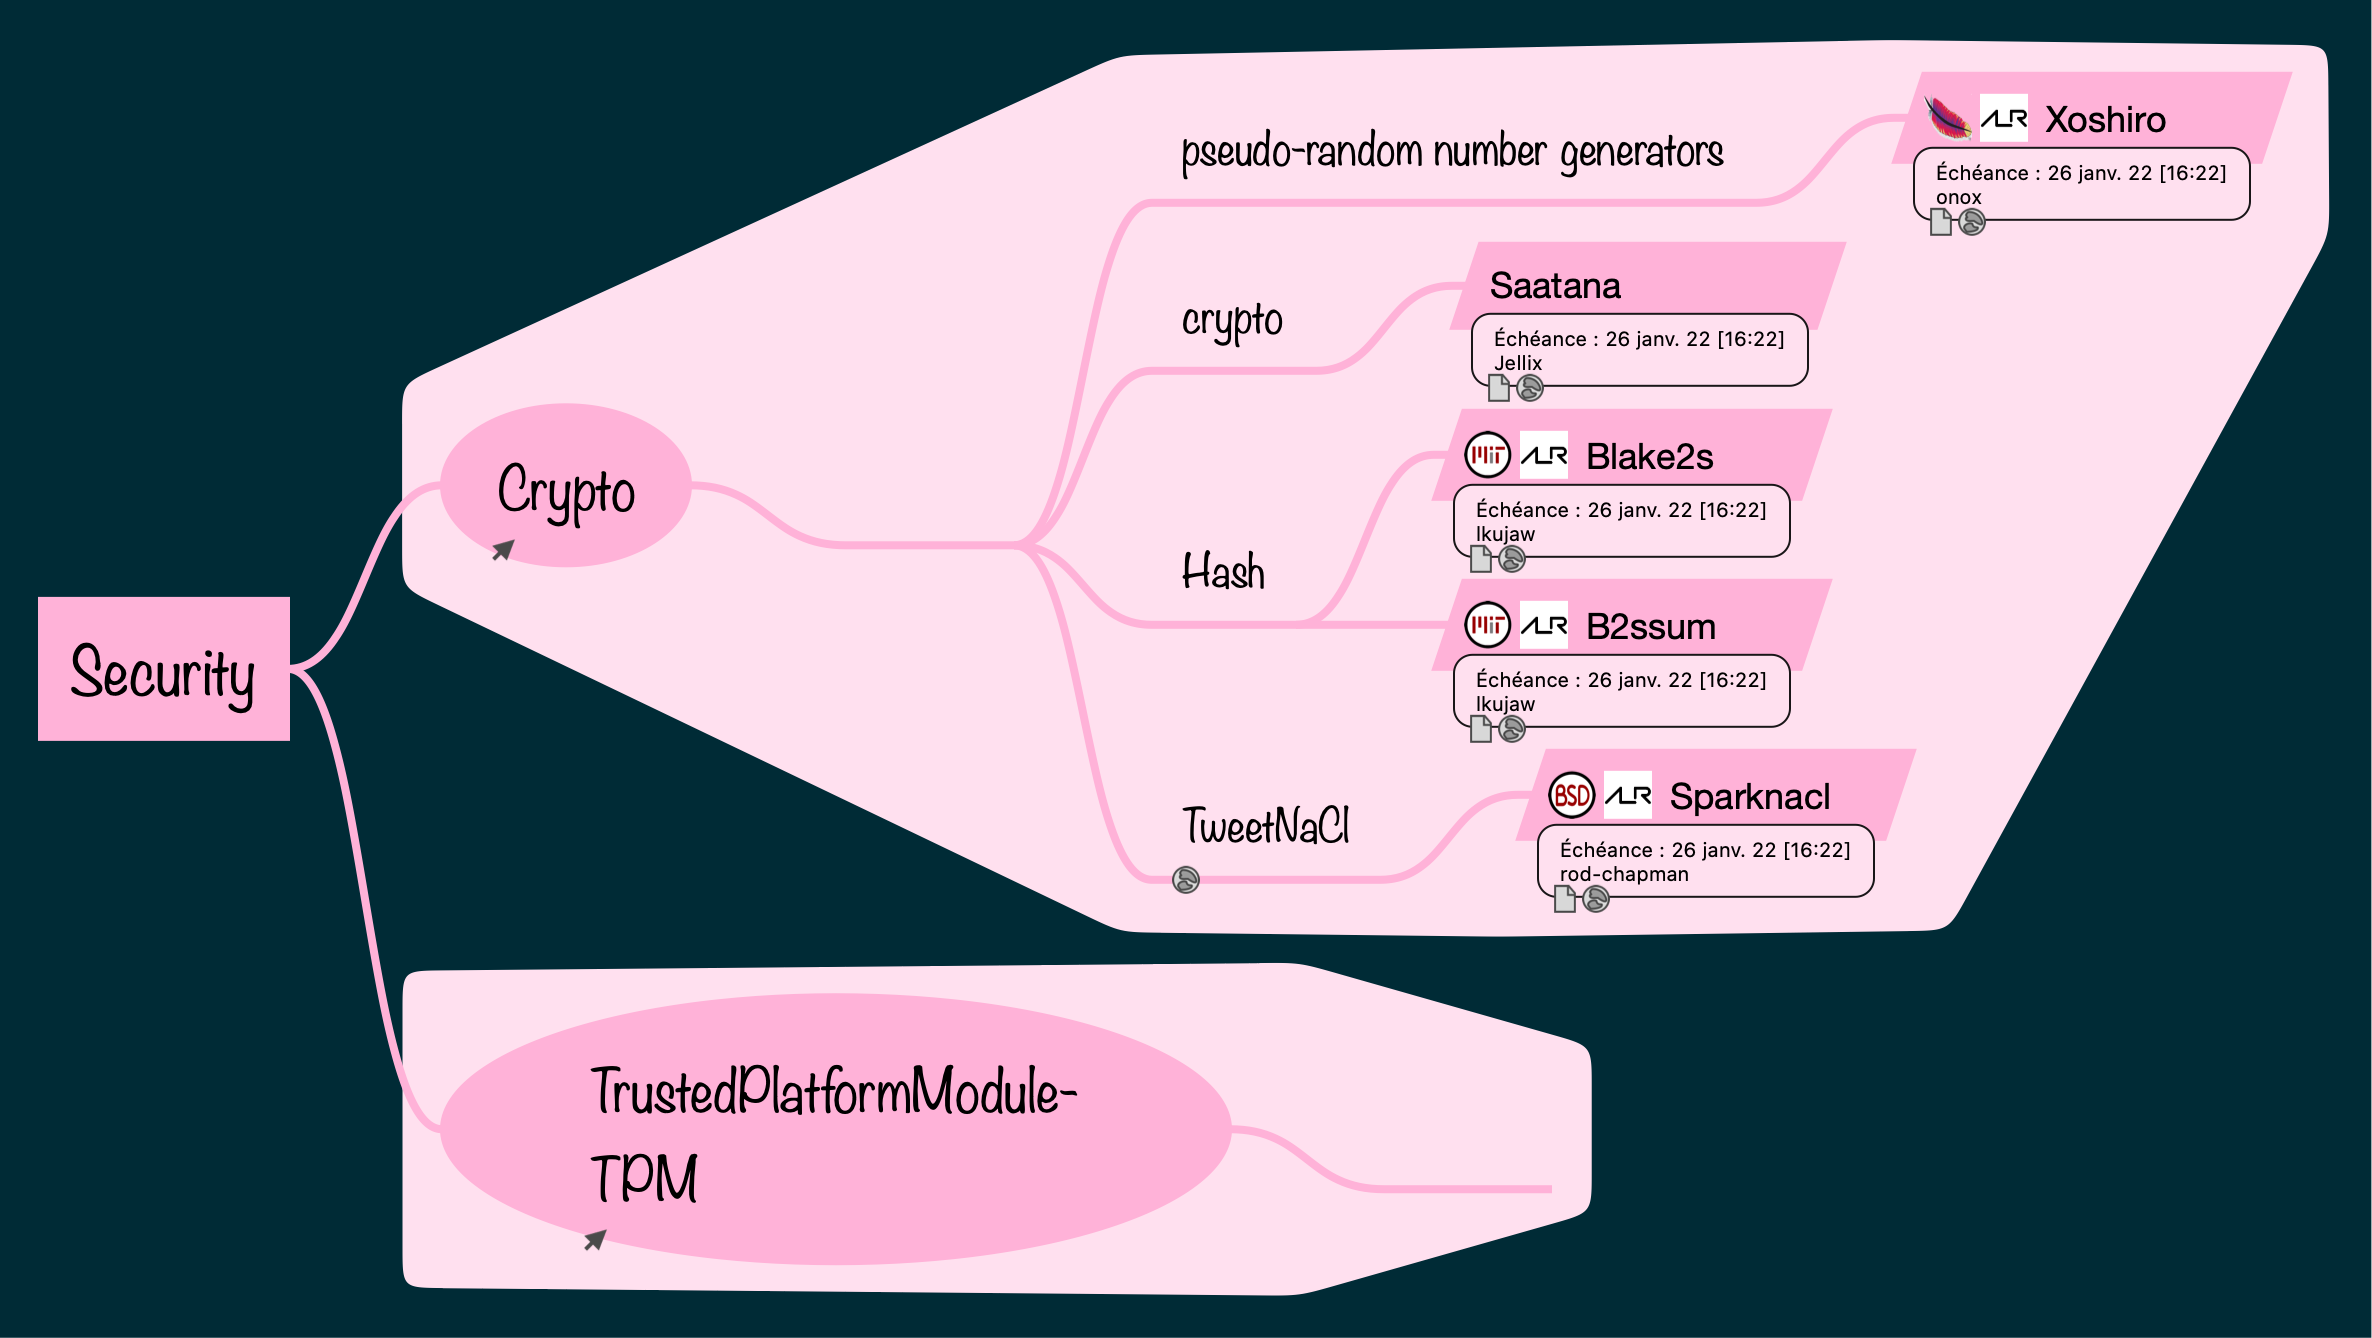 Security
Crypto
pseudo-random number generators
ALR Xoshiro
Échéance : 26 janv. 22 [16:22]
onox
crypto
Saatana
Échéance : 26 janv. 22 [16:22]
Jellix
Hash
MIT ALR Blake2s
Échéance : 26 janv. 22 [16:22]
lkujaw
MIT ALR B2ssum
Échéance : 26 janv. 22 [16:22]
lkujaw
TweetNaCl
BSD ALR Sparknacl
Échéance : 26 janv. 22 [16:22]
rod-chapman
TrustedPlatformModule-
TPM